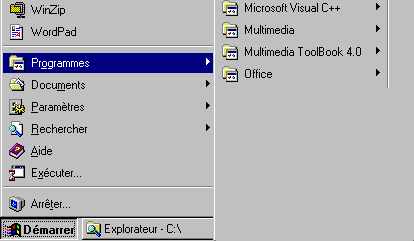 WinZip
WordPad
Programmes
Documents
Paramètres
Rechercher
Aide
Exécuter...
Arrêter...
Démarrer
Explorateur - C:\
Microsoft Visual C++
Multimedia
Multimedia ToolBook 4.0
Office